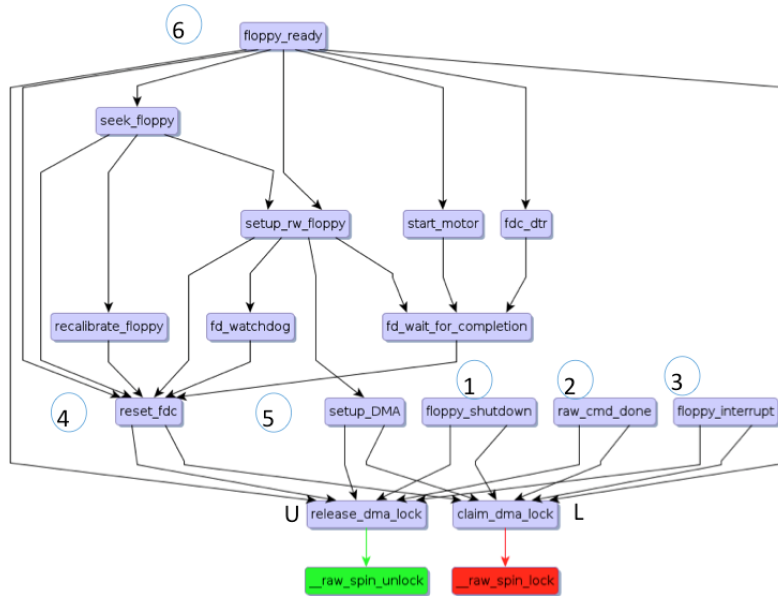 6
floppy_ready
seek_floppy
setup_rw_floppy
start_motor
fdc_dtr
recalibrate_floppy
fd_watchdog
fd_wait_for_completion
1
2
3
4
reset_fdc
5
setup_DMA
floppy_shutdown
raw_cmd_done
floppy_interrupt
U
release_dma_lock
claim_dma_lock
L
__raw_spin_unlock
__raw_spin_lock